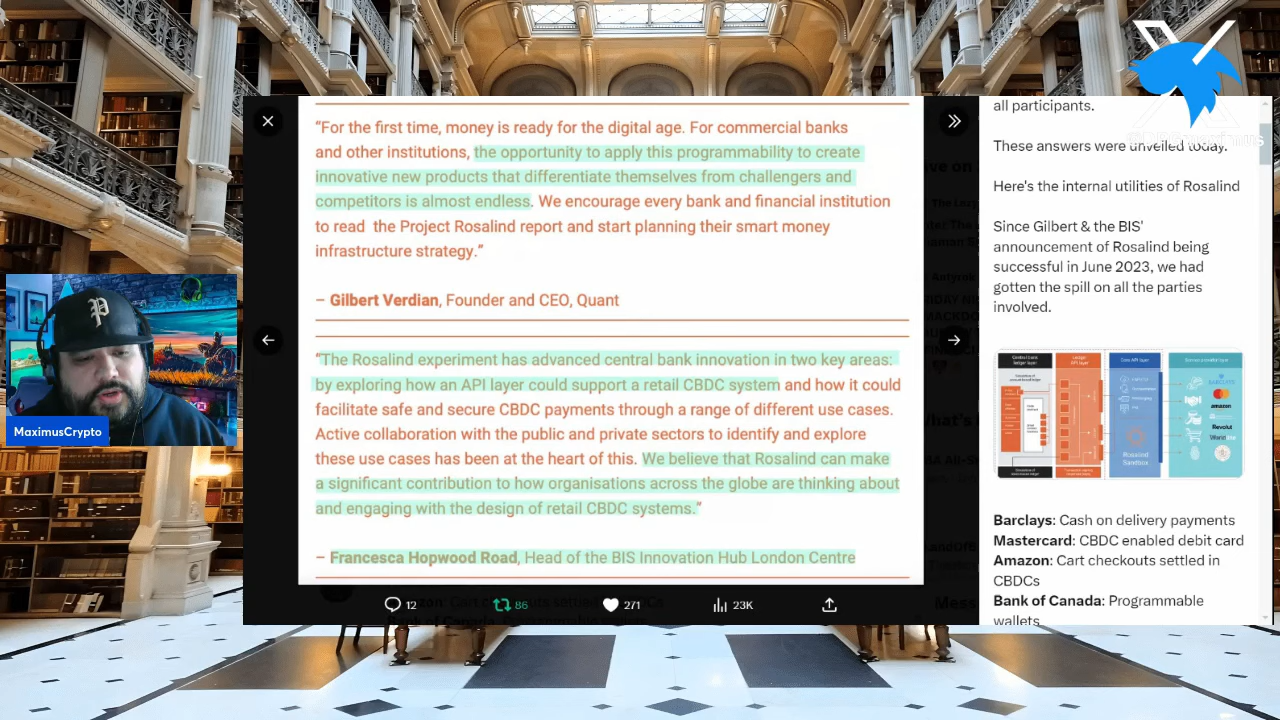 “For the first time, money is ready for the digital age. For commercial banks
and other institutions, the opportunity to apply this programmability to create
innovative new products that differentiate themselves from challengers and
competitors is almost endless. We encourage every bank and financial institution
to read the Project Rosalind report and start planning their smart money
infrastructure strategy.”
– Gilbert Verdian, Founder and CEO, Quant
“The Rosalind experiment has advanced central bank innovation in two key areas:
by exploring how an API layer could support a retail CBDC system and how it could
facilitate safe and secure CBDC payments through a range of different use cases.
Active collaboration with the public and private sectors to identify and explore
these use cases has been at the heart of this. We believe that Rosalind can make
a significant contribution to how organisations across the globe are thinking about
and engaging with the design of retail CBDC systems.”
– Francesca Hopwood Road, Head of the BIS Innovation Hub London Centre
12
86
271
23K
all participants.
These answers were unveiled today.
Here's the internal utilities of Rosalind
Since Gilbert & the BIS'
announcement of Rosalind being
successful in June 2023, we had
gotten the spill on all the parties
involved.
Rosalind
Sandbox
BARCLAYS
mastercard
Revolut
Barclays: Cash on delivery payments
Mastercard: CBDC enabled debit card
Amazon: Cart checkouts settled in
CBDCs
Bank of Canada: Programmable
wallets
P
MaximusCrypto